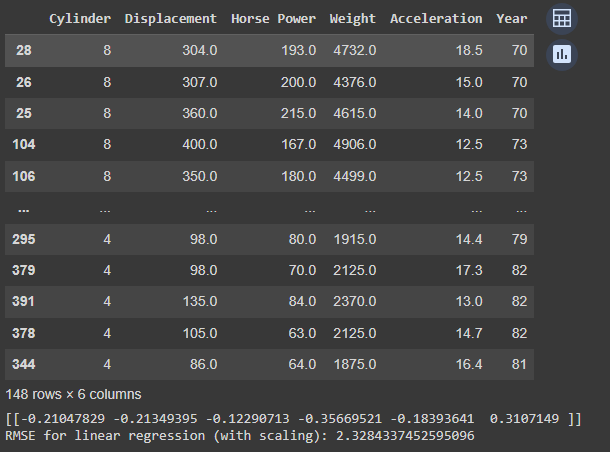 Cylinder Displacement Horse Power Weight Acceleration Year
28 8 304.0 193.0 4732.0 18.5 70
26 8 307.0 200.0 4376.0 15.0 70
25 8 360.0 215.0 4615.0 14.0 70
104 8 400.0 167.0 4906.0 12.5 73
106 8 350.0 180.0 4499.0 12.5 73
... ... ... ... ... ... ...
295 4 98.0 80.0 1915.0 14.4 79
379 4 98.0 70.0 2125.0 17.3 82
391 4 135.0 84.0 2370.0 13.0 82
378 4 105.0 63.0 2125.0 14.7 82
344 4 86.0 64.0 1875.0 16.4 81
148 rows × 6 columns
[[-0.21047829 -0.21349395 -0.12290713 -0.35669521 -0.18393641  0.3107149 ]]
RMSE for linear regression (with scaling): 2.3284337452595096